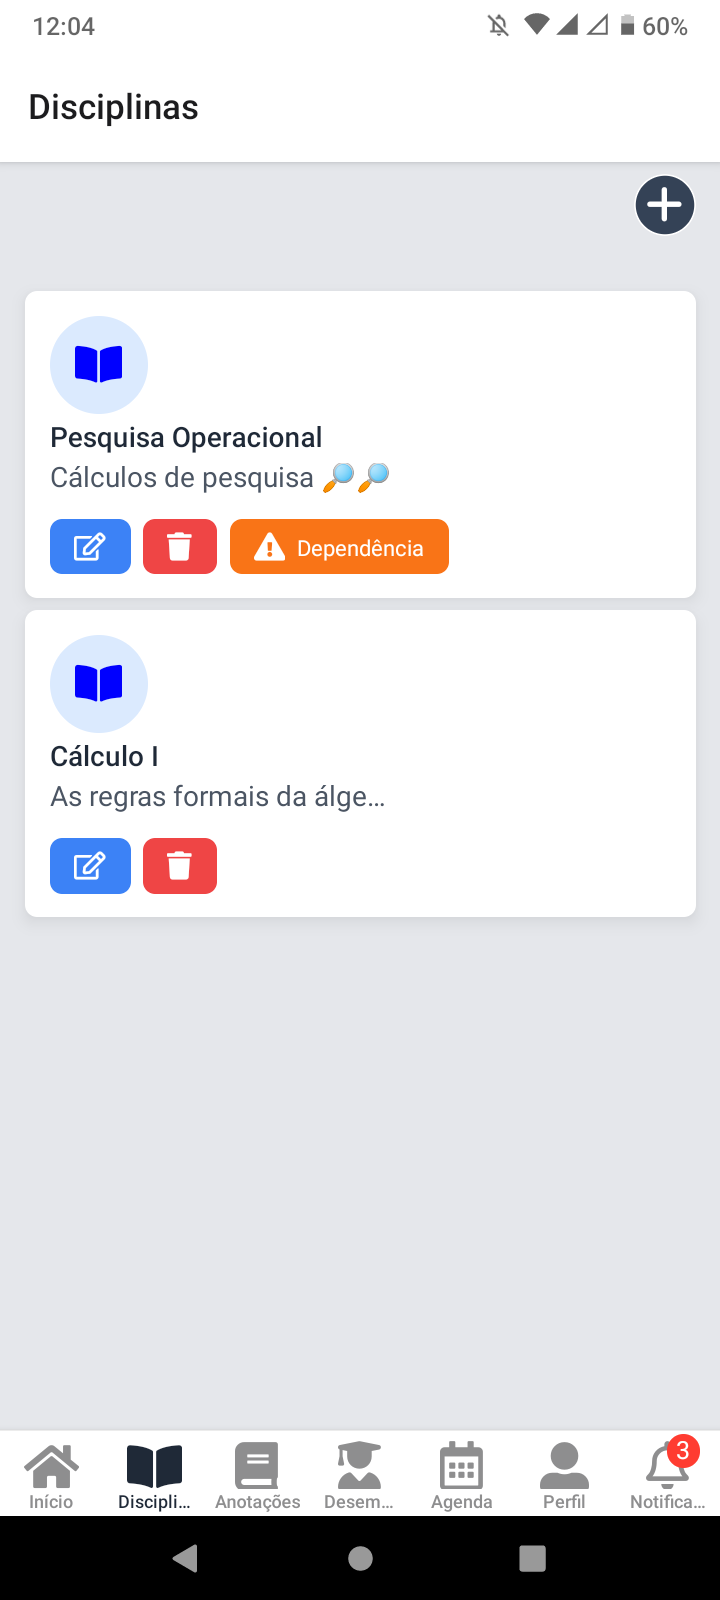 12:04 60%
Disciplinas
Pesquisa Operacional
Cálculos de pesquisa 🔎🔎
Dependência
Cálculo I
As regras formais da álge...
3
Início Discipli... Anotações Desem... Agenda Perfil Notifica...